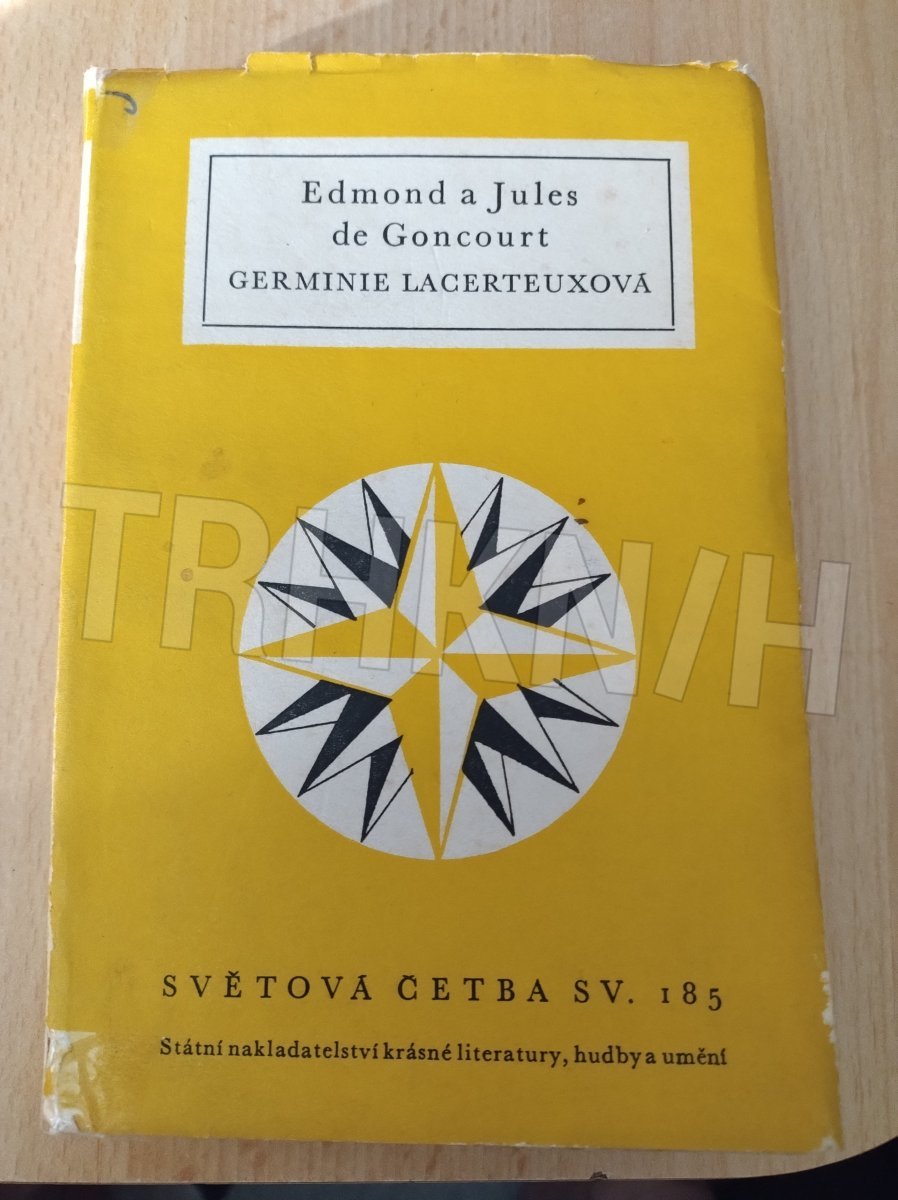 Edmond a Jules
de Goncourt
GERMINIE LACERTEUXOVÁ
TRHKNIH
SVĚTOVÁ ČETBA SV. 185
Státní nakladatelství krásné literatury, hudby a umění